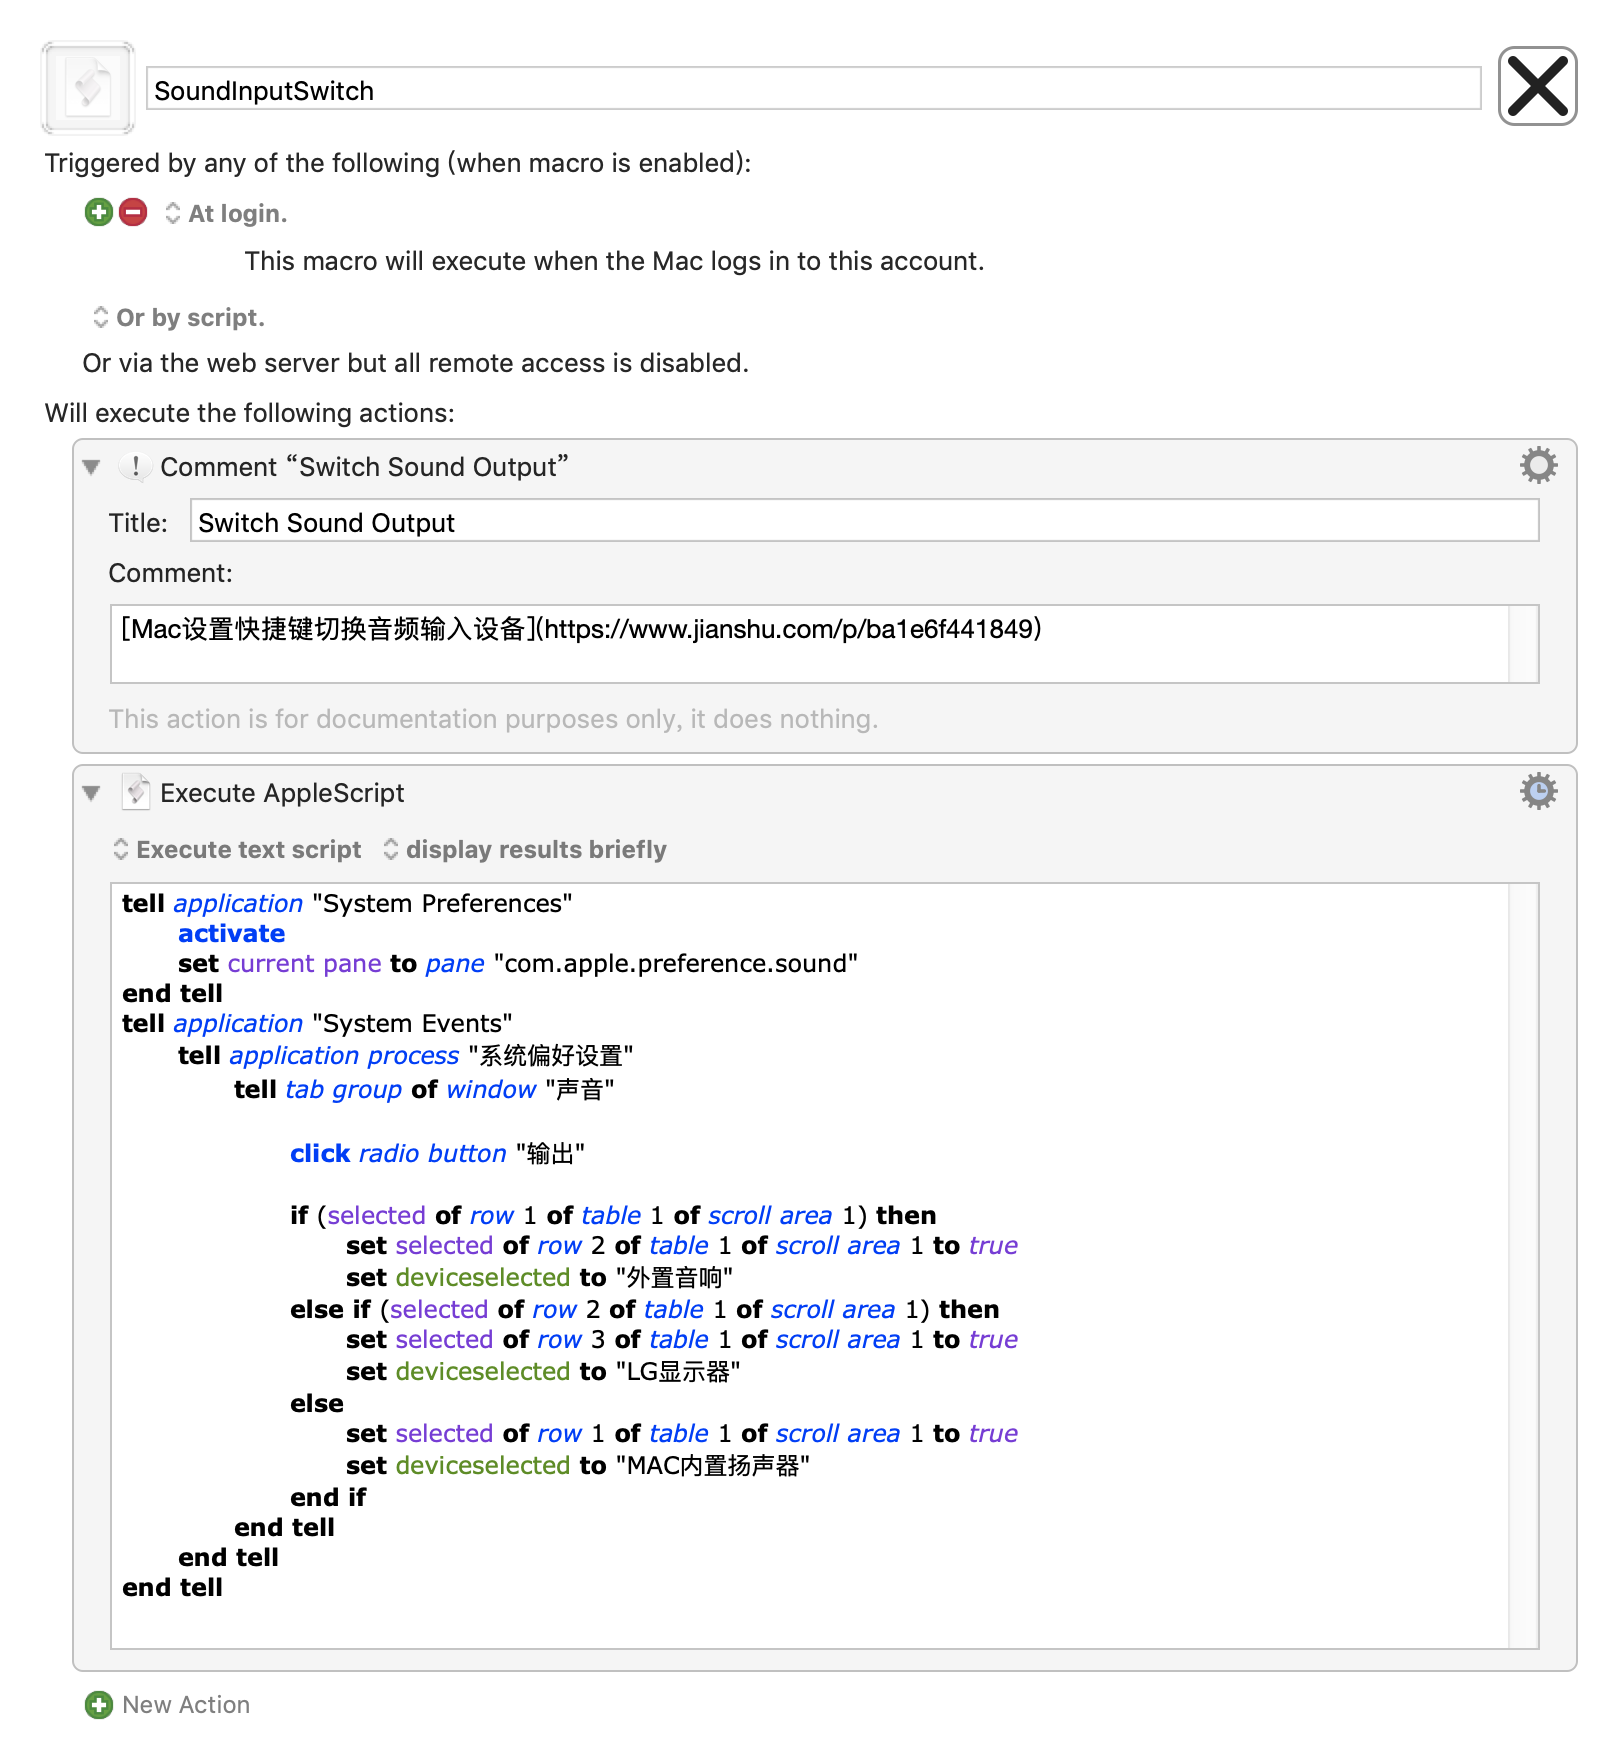 SoundInputSwitch
Triggered by any of the following (when macro is enabled):
At login.
This macro will execute when the Mac logs in to this account.
Or by script.
Or via the web server but all remote access is disabled.
Will execute the following actions:
Comment “Switch Sound Output”
Title: Switch Sound Output
Comment:
[Mac设置快捷键切换音频输入设备](https://www.jianshu.com/p/ba1e6f441849)
This action is for documentation purposes only, it does nothing.
Execute AppleScript
Execute text script display results briefly
tell application "System Preferences"
activate
set current pane to pane "com.apple.preference.sound"
end tell
tell application "System Events"
tell application process "系统偏好设置"
tell tab group of window "声音"
click radio button "输出"
if (selected of row 1 of table 1 of scroll area 1) then
set selected of row 2 of table 1 of scroll area 1 to true
set deviceselected to "外置音响"
else if (selected of row 2 of table 1 of scroll area 1) then
set selected of row 3 of table 1 of scroll area 1 to true
set deviceselected to "LG显示器"
else
set selected of row 1 of table 1 of scroll area 1 to true
set deviceselected to "MAC内置扬声器"
end if
end tell
end tell
end tell
New Action